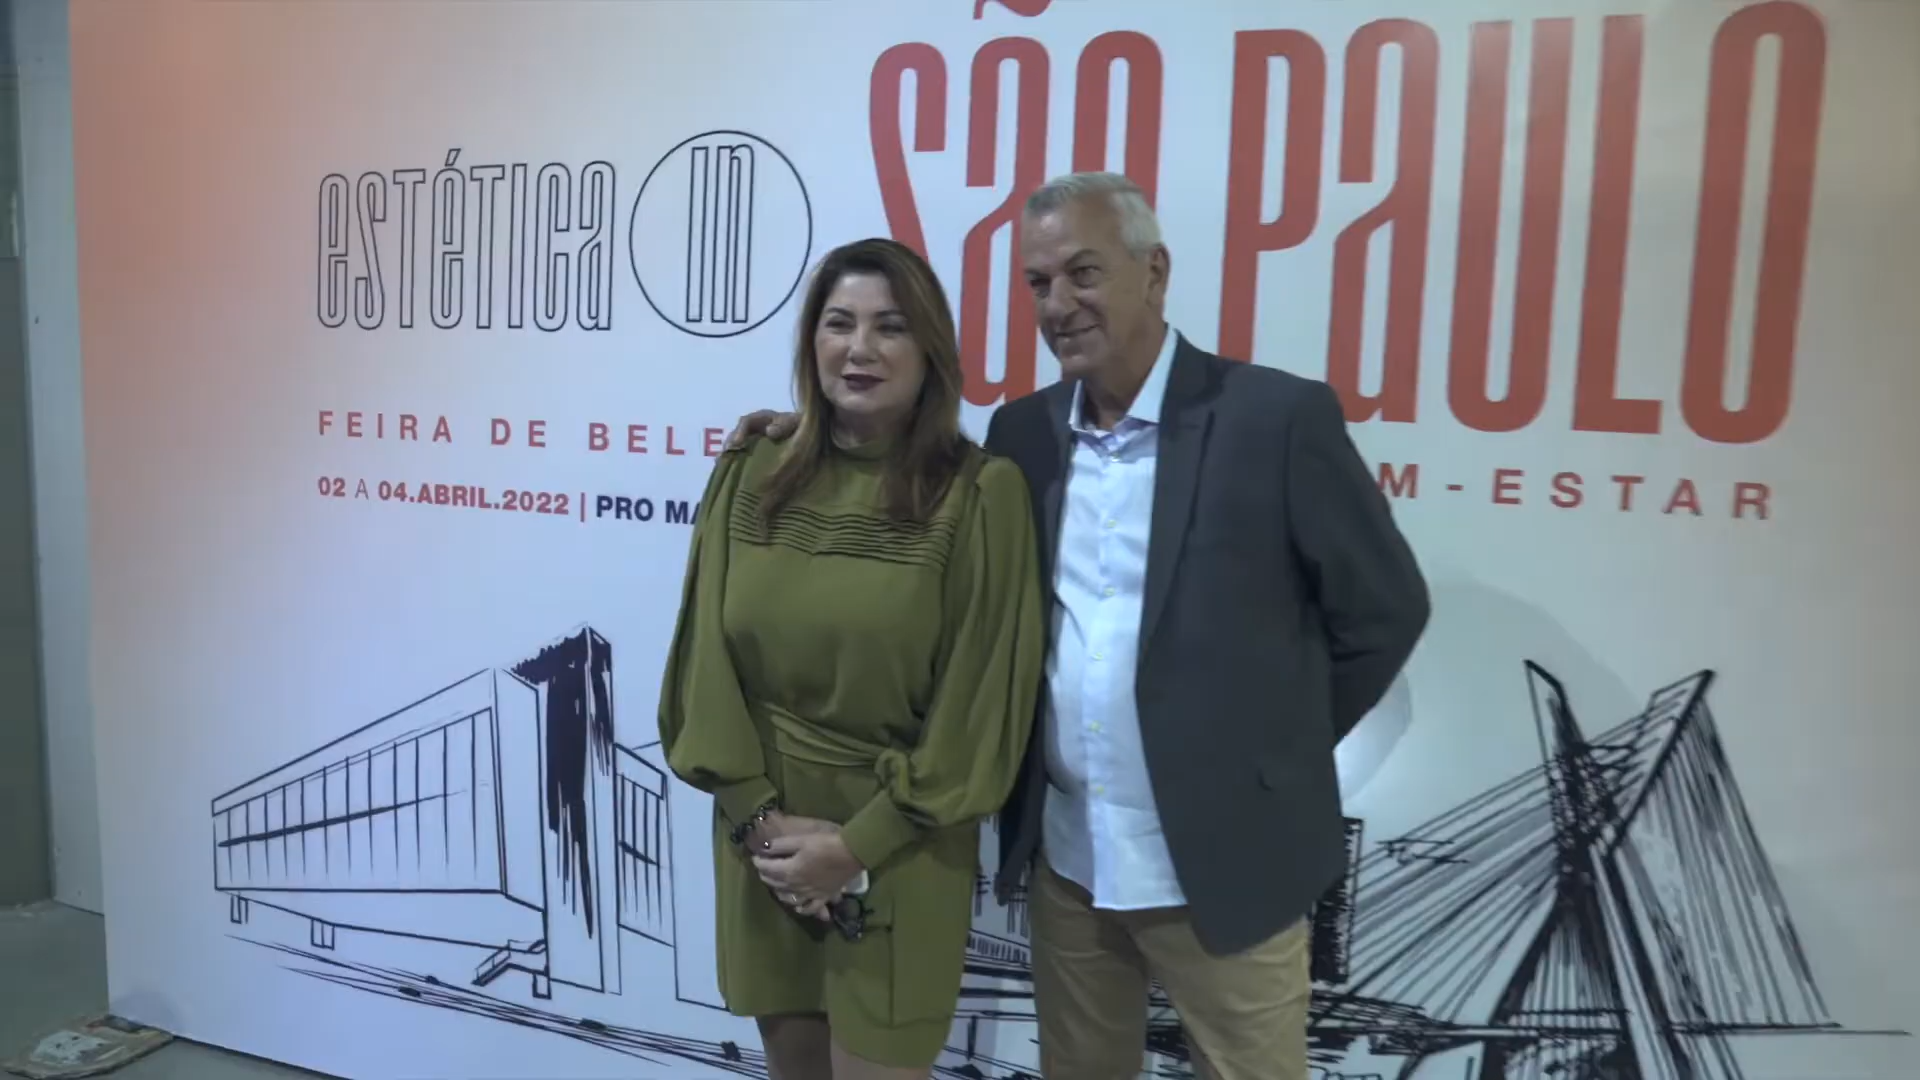 estética in
São Paulo
FEIRA DE BELE M-ESTAR
02 A 04.ABRIL.2022 | PRO MA